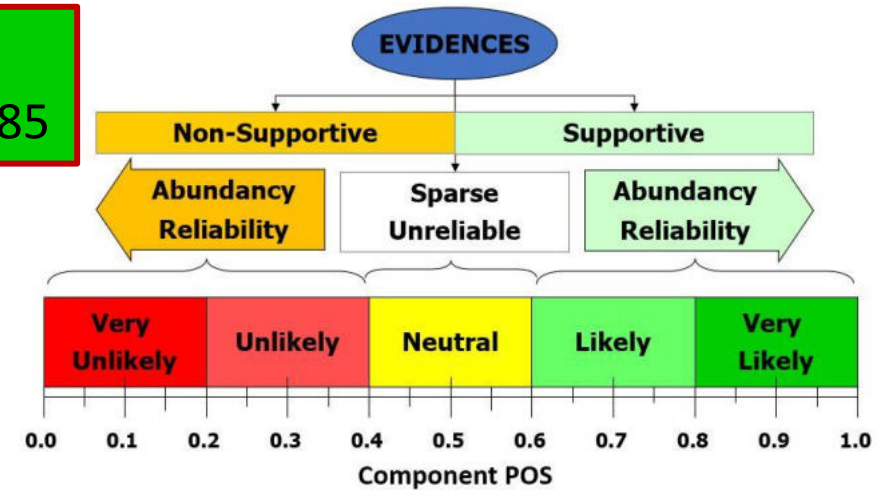 85
EVIDENCES
Non-Supportive Supportive
Abundancy
Reliability
Sparse
Unreliable
Abundancy
Reliability
Very
Unlikely
Unlikely
Neutral
Likely
Very
Likely
0.0 0.1 0.2 0.3 0.4 0.5 0.6 0.7 0.8 0.9 1.0
Component POS